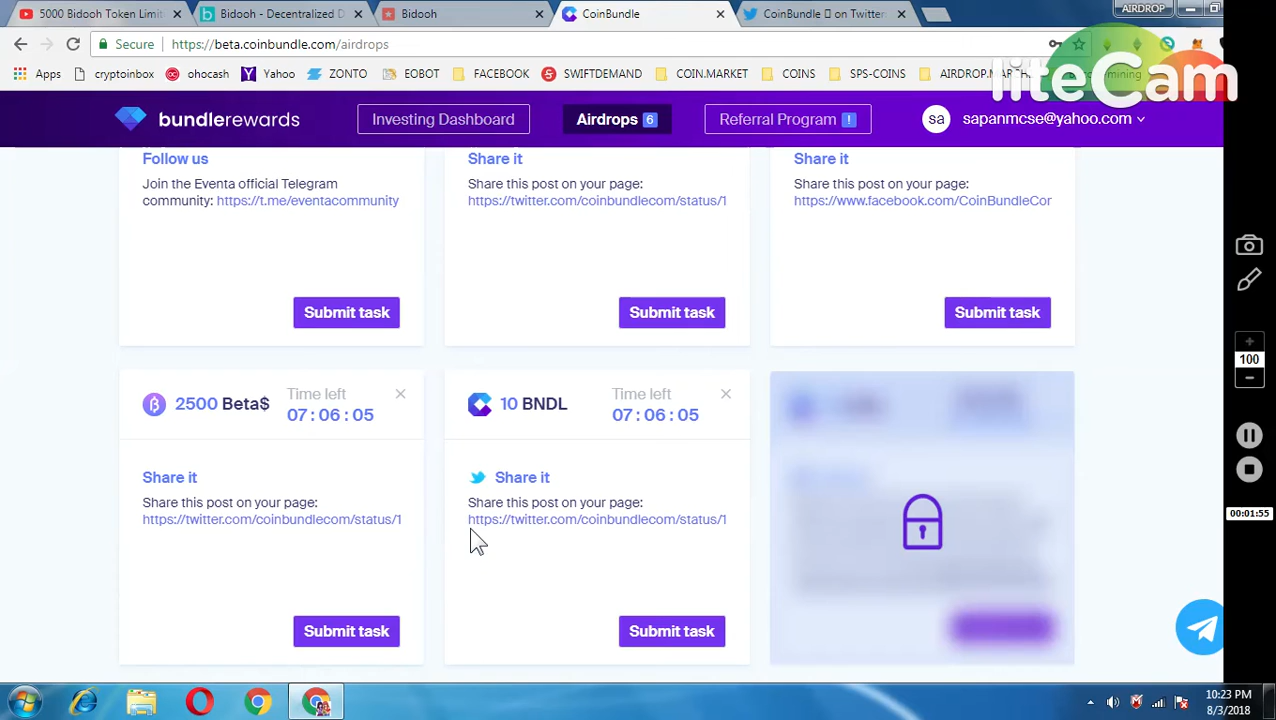 5000 Bidooh Token Limit
Bidooh - Decentralized D
Bidooh
CoinBundle
CoinBundle on Twitter
AIRDROP
Secure
https://beta.coinbundle.com/airdrops
Apps
cryptoinbox
ohocash
Yahoo
ZONTO
EOBOT
FACEBOOK
SWIFTDEMAND
COIN.MARKET
COINS
SPS-COINS
mining
liteCam
bundlerewards
Investing Dashboard
Airdrops 6
Referral Program !
sa
sapanmcse@yahoo.com
Follow us
Join the Eventa official Telegram
community: https://t.me/eventacommunity
Submit task
Share it
Share this post on your page:
https://twitter.com/coinbundlecom/status/1
Submit task
Share it
Share this post on your page:
https://www.facebook.com/CoinBundleCor
Submit task
β 2500 Beta$
Time left
07 : 06 : 05
Share it
Share this post on your page:
https://twitter.com/coinbundlecom/status/1
Submit task
10 BNDL
Time left
07 : 06 : 05
Share it
Share this post on your page:
https://twitter.com/coinbundlecom/status/1
Submit task
100
00:01:55
10:23 PM
8/3/2018